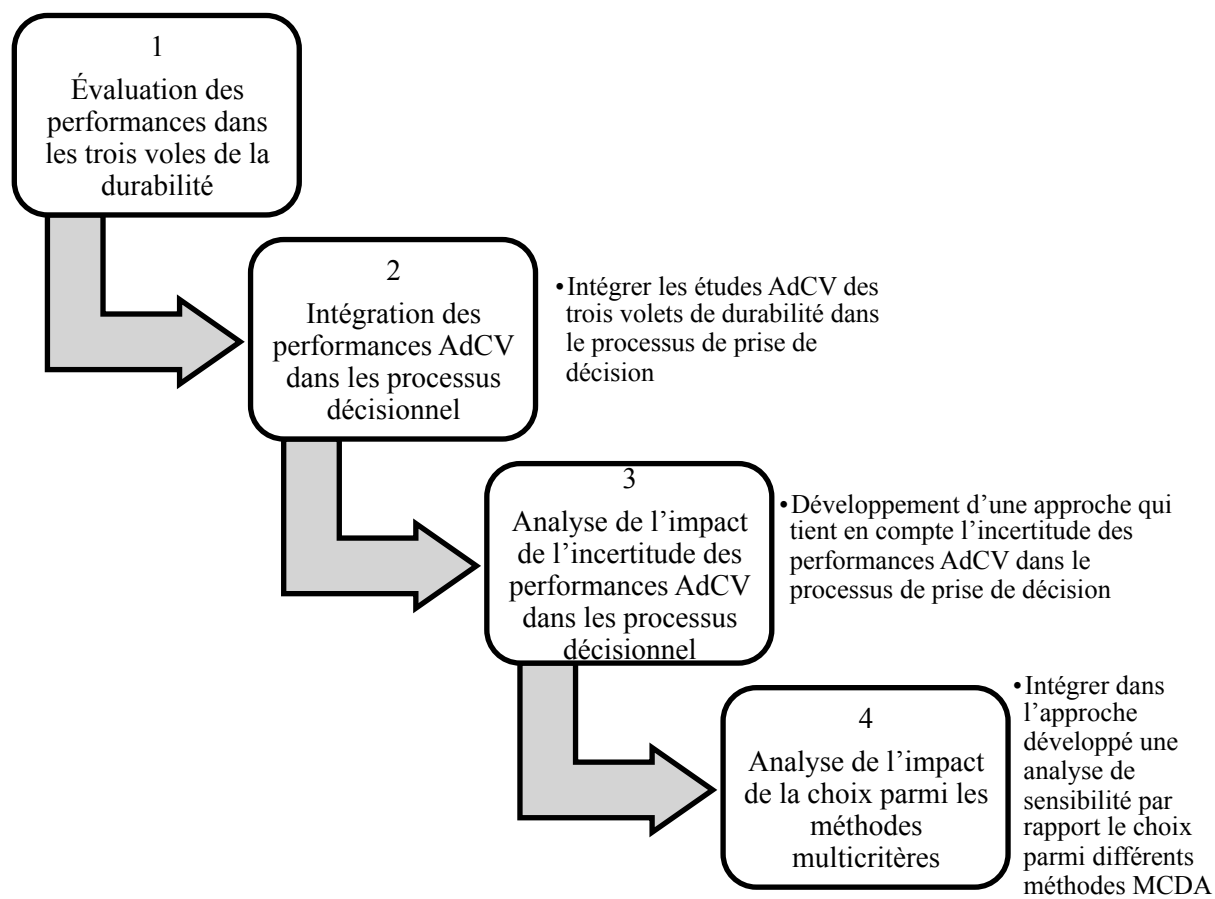 1
Évaluation des
performances dans
les trois voles de la
durabilité
2
Intégration des
performances AdCV
dans les processus
décisionnel
•Intégrer les études AdCV des
trois volets de durabilité dans
le processus de prise de
décision
3
Analyse de l’impact
de l’incertitude des
performances AdCV
dans les processus
décisionnel
•Développement d’une approche qui
tient en compte l’incertitude des
performances AdCV dans le
processus de prise de décision
4
Analyse de l’impact
de la choix parmi les
méthodes
multicritères
•Intégrer dans
l’approche
développé une
analyse de
sensibilité par
rapport le choix
parmi différents
méthodes MCDA